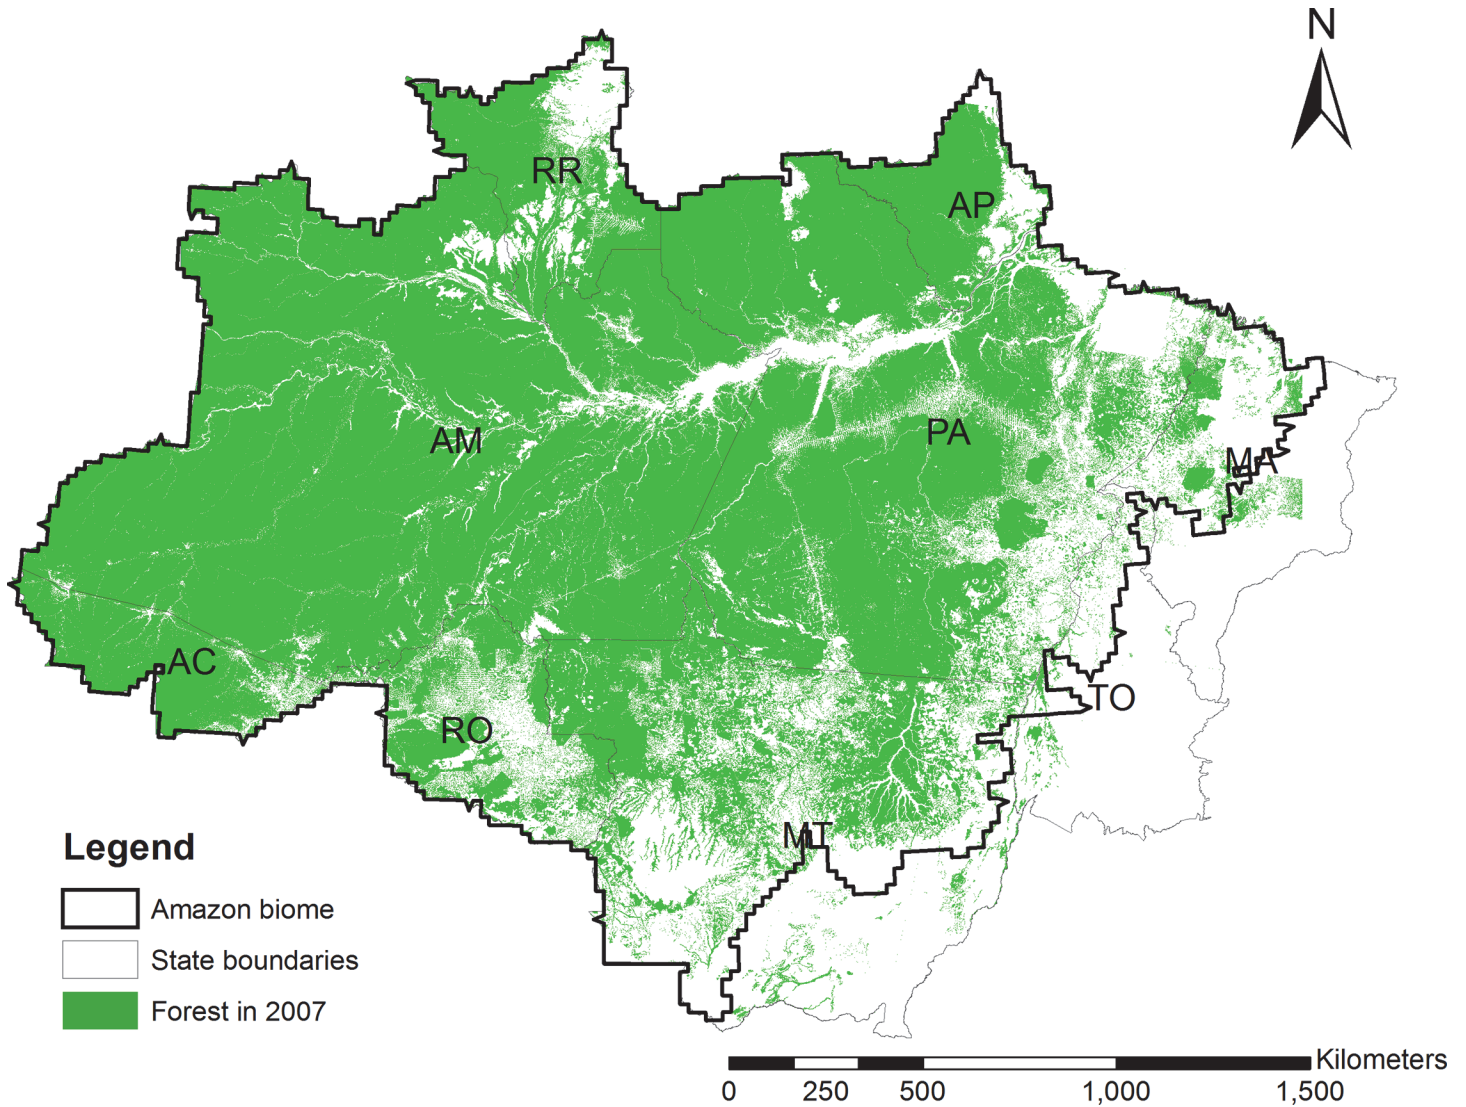 N
RR
AP
AM
PA
MA
AC
TO
RO
MT
Legend
Amazon biome
State boundaries
Forest in 2007
Kilometers
0 250 500 1,000 1,500